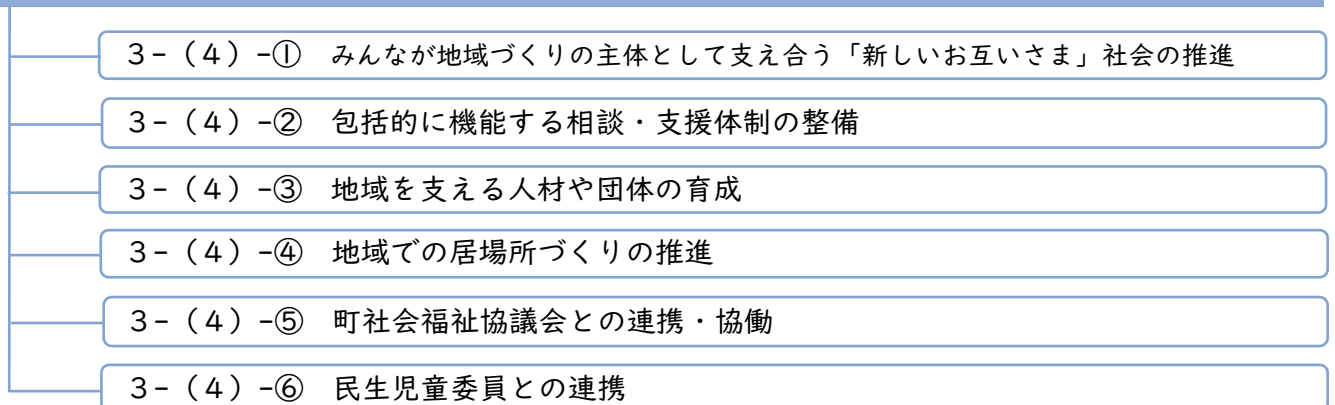 ３-（４）-① みんなが地域づくりの主体として支え合う「新しいお互いさま」社会の推進
３-（４）-② 包括的に機能する相談・支援体制の整備
３-（４）-③ 地域を支える人材や団体の育成
３-（４）-④ 地域での居場所づくりの推進
３-（４）-⑤ 町社会福祉協議会との連携・協働
３-（４）-⑥ 民生児童委員との連携